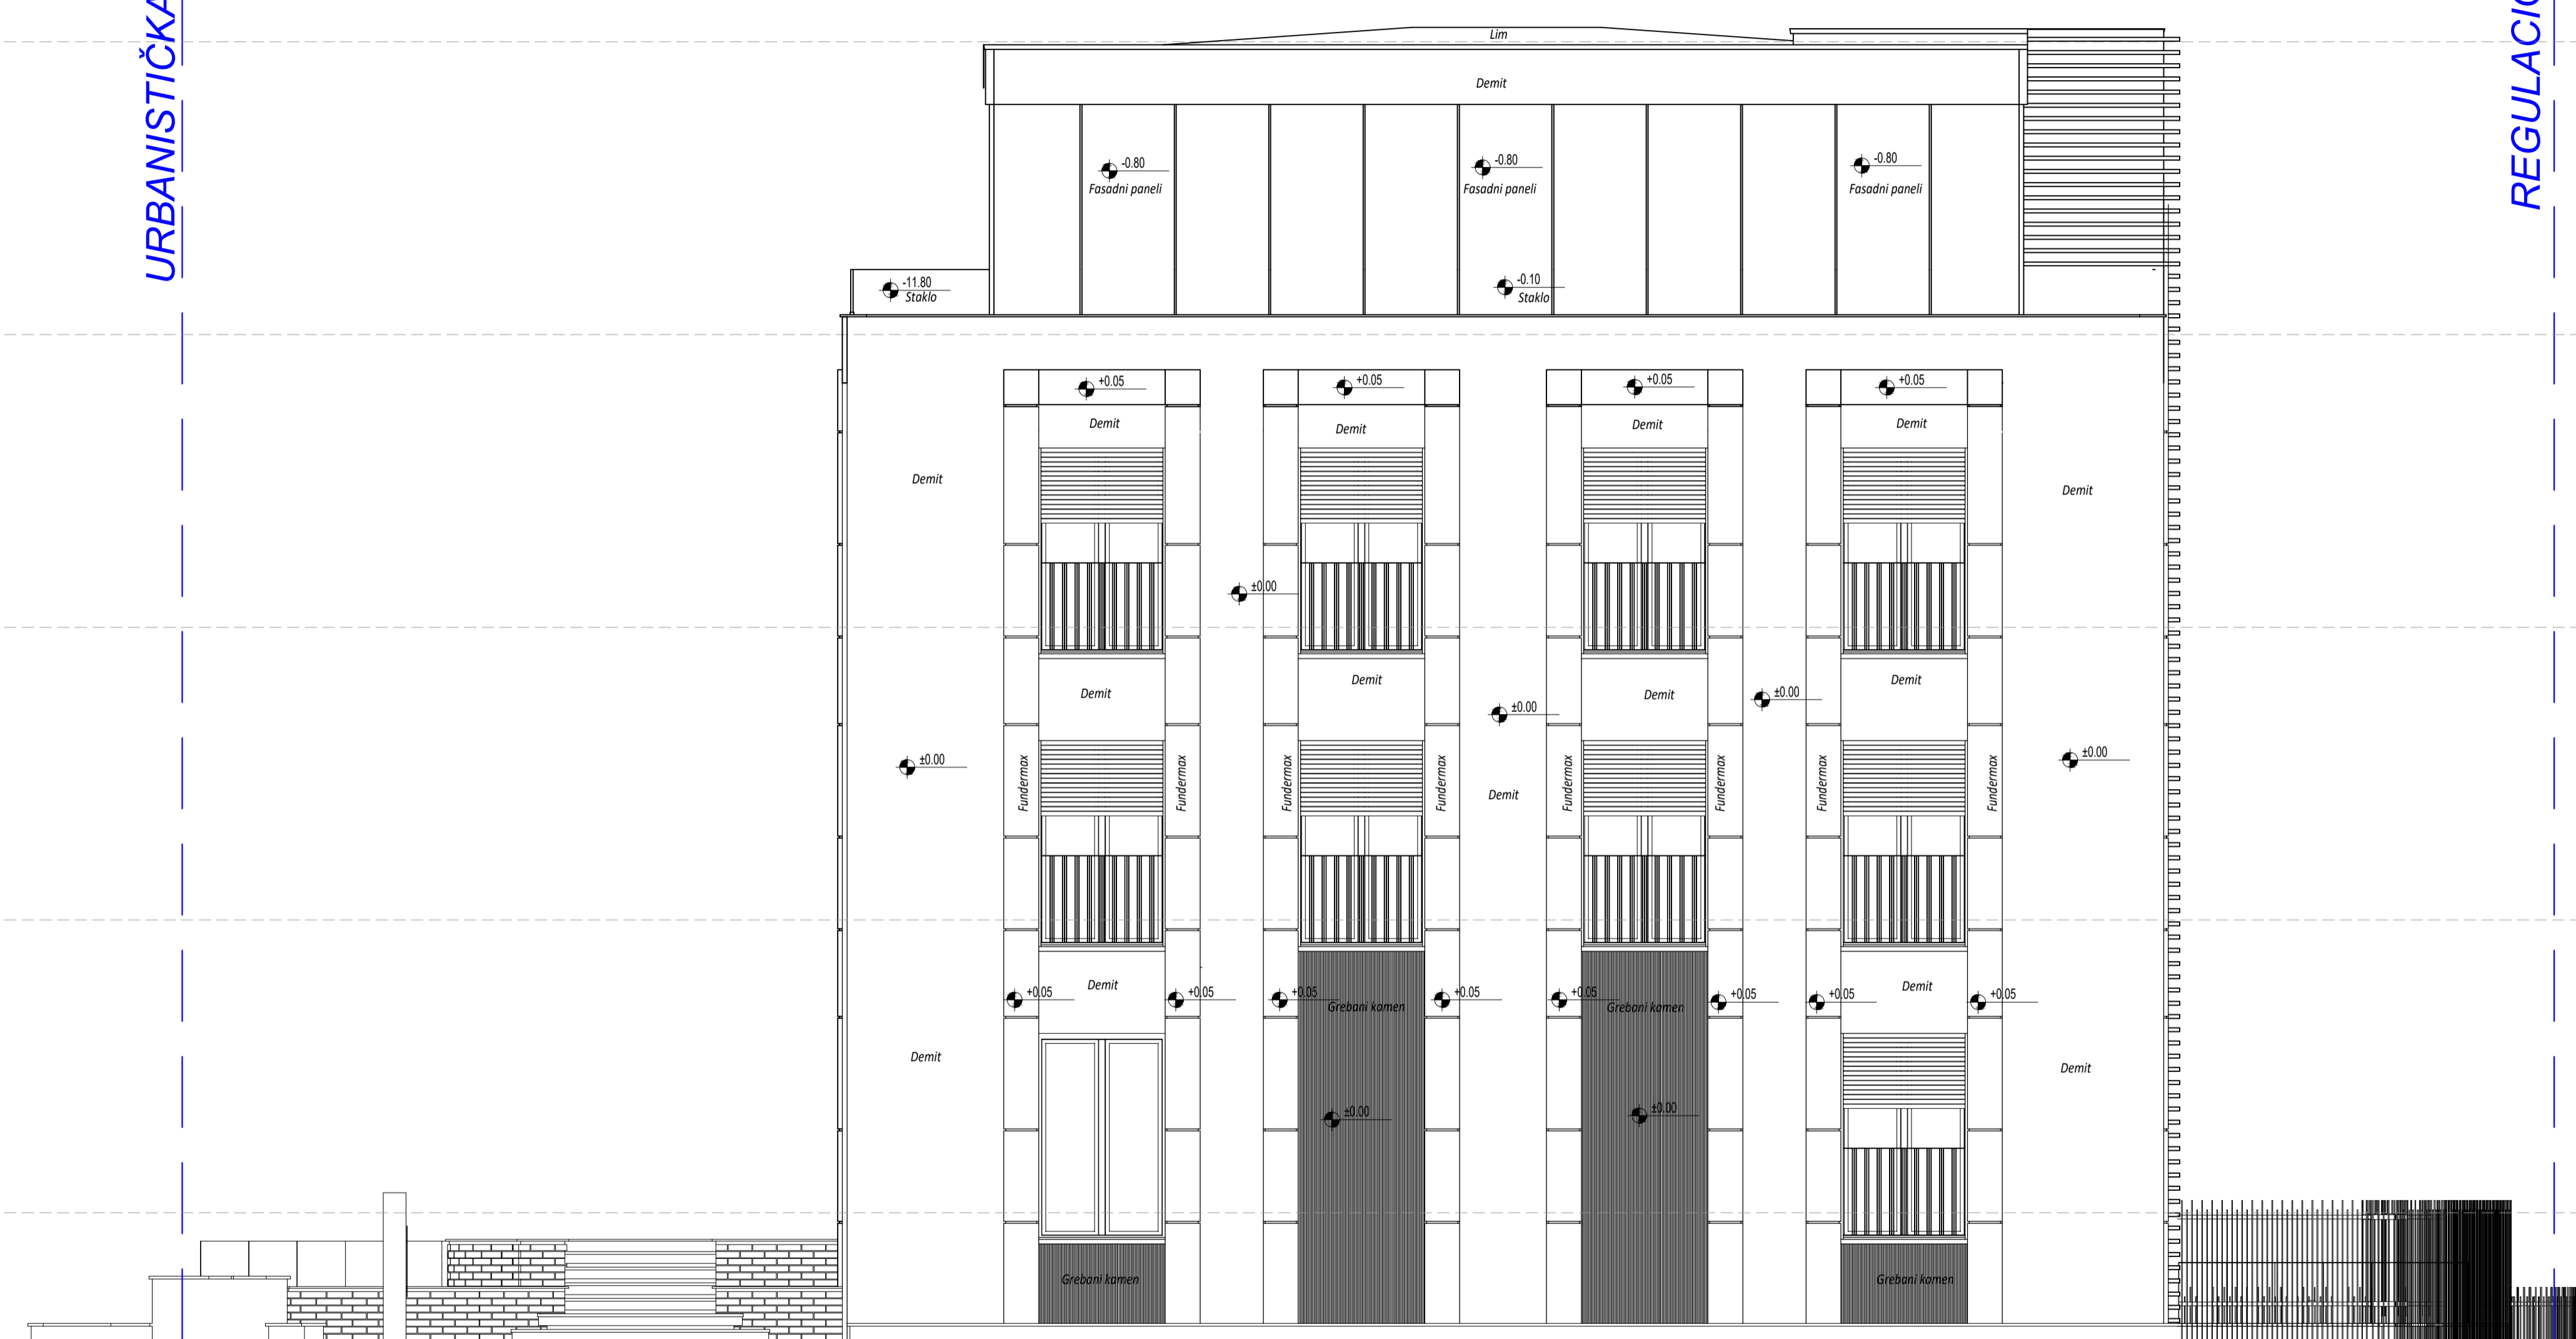 URBANISTIČKA
REGULACIO
Lim
Demit
-0.80
Fasadni paneli
-0.80
Fasadni paneli
-0.80
Fasadni paneli
-11.80
Staklo
-0.10
Staklo
+0.05
+0.05
+0.05
+0.05
Demit
Demit
Demit
Demit
Demit
Demit
±0.00
Demit
Demit
Demit
Demit
±0.00
±0.00
±0.00
±0.00
Fundermax
Fundermax
Fundermax
Fundermax
Fundermax
Fundermax
Fundermax
Fundermax
Demit
Demit
Demit
+0.05
+0.05
+0.05
+0.05
+0.05
+0.05
+0.05
+0.05
Grebani kamen
Grebani kamen
Demit
Demit
±0.00
±0.00
Grebani kamen
Grebani kamen